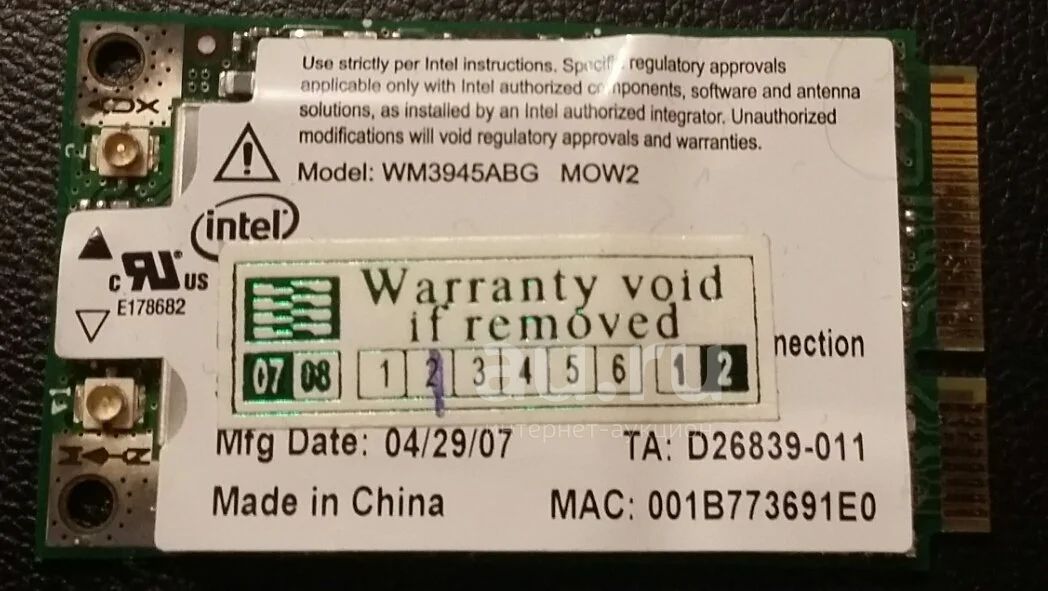 Use strictly per Intel instructions. Specific regulatory approvals
applicable only with Intel authorized components, software and antenna
solutions, as installed by an Intel authorized integrator. Unauthorized
modifications will void regulatory approvals and warranties.
Model: WM3945ABG MOW2
intel
c RU US
E178682
Warranty void
if removed
07 08 1 2 3 4 5 6 1 2
nection
au.ru
интернет-аукцион
Mfg Date: 04/29/07 TA: D26839-011
Made in China MAC: 001B773691E0